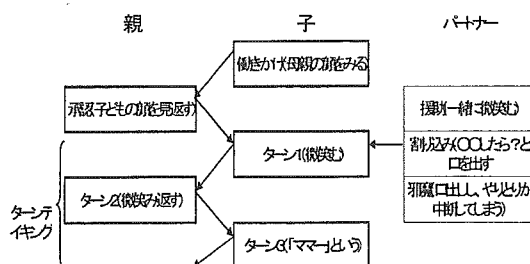 親 子 パートナー
働きかけ(母親の顔をみる)
承認(子どもの顔を見返す)
援助(一緒に微笑む)
ターン1(微笑む)
割り込み(〇〇したら?と
口を出す
ターン2(微笑み返す)
邪魔(口出しし、やりとりが
中断してしまう)
ターンテ
イキング
ターン3(「ママー」という)